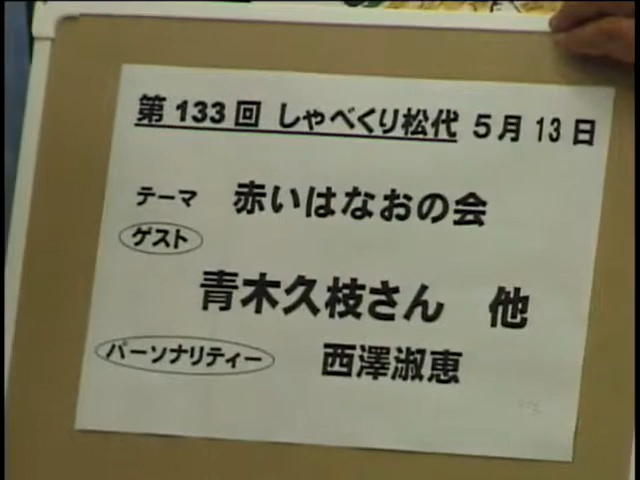 第133回 しゃべくり松代 5月13日
テーマ 赤いはなおの会
ゲスト
青木久枝さん 他
パーソナリティー 西澤淑恵